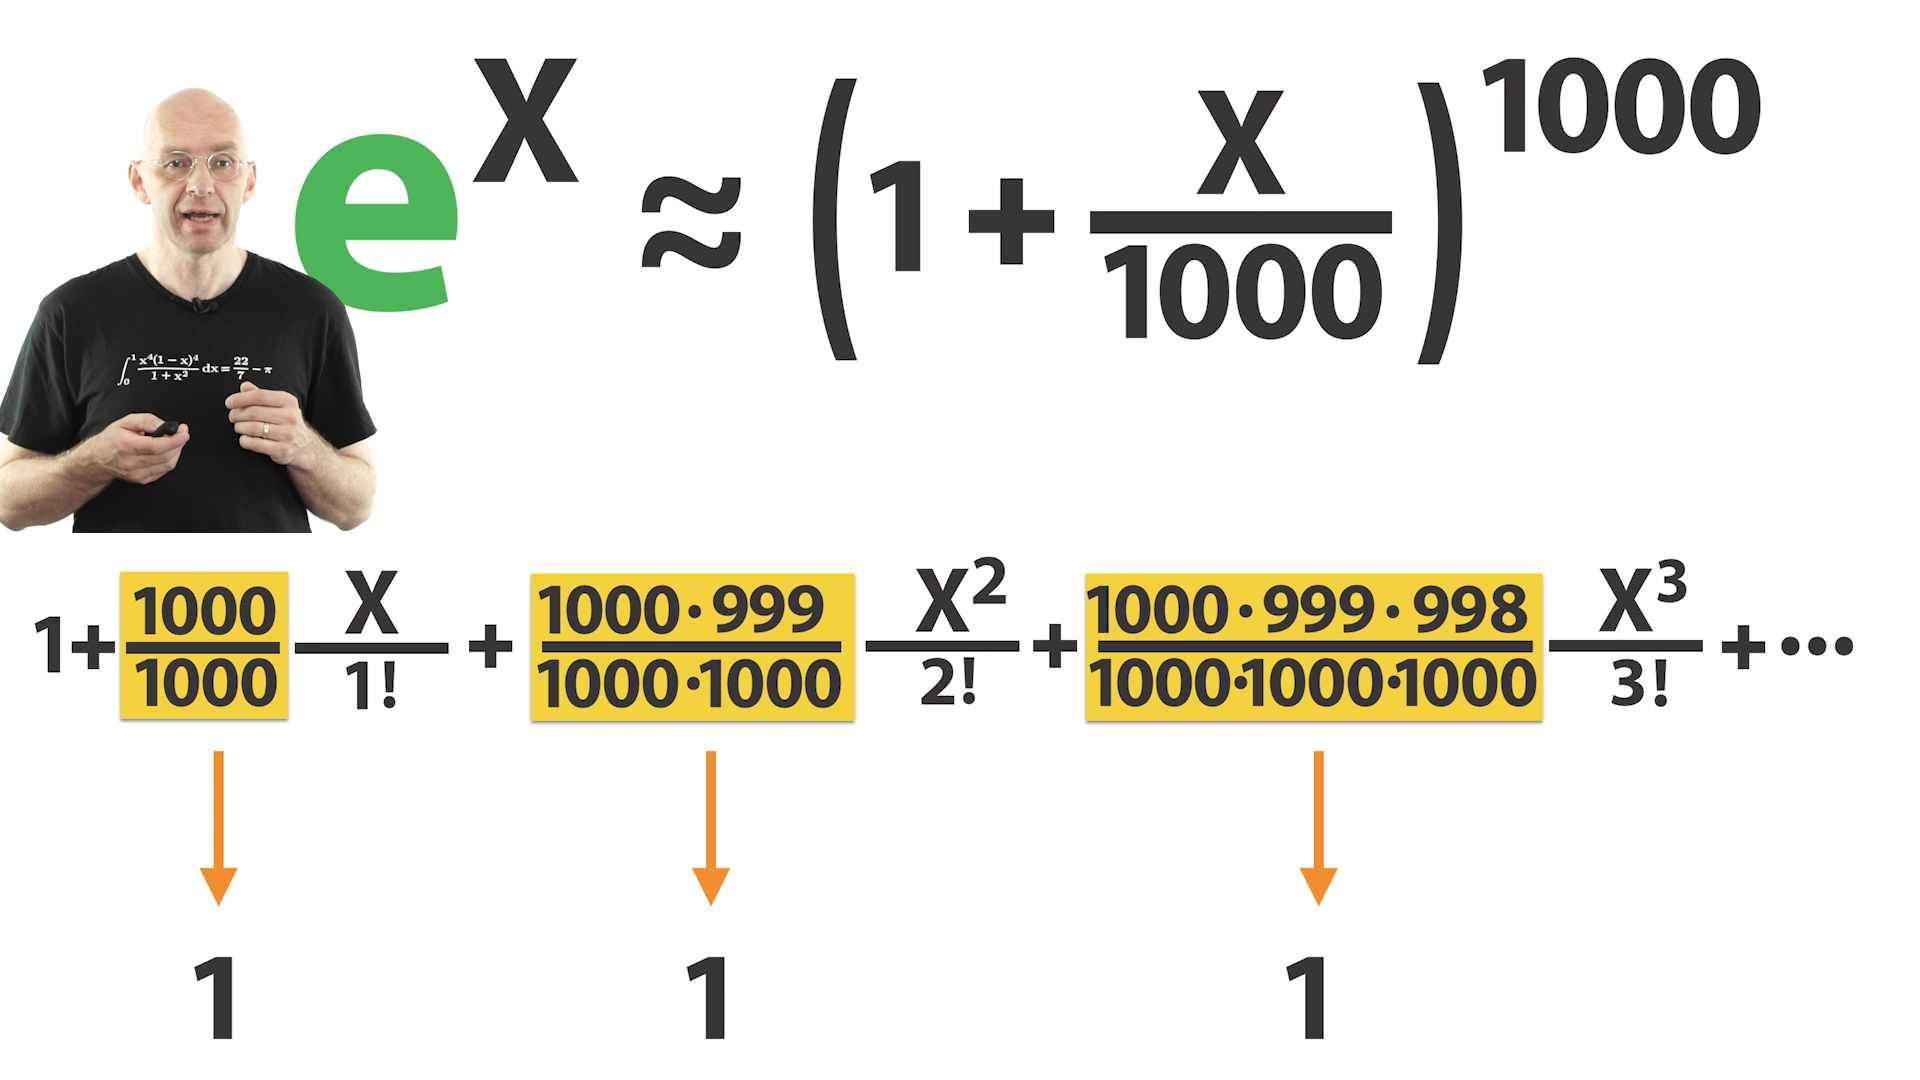 eˣ ≈ (1 + x/1000)¹⁰⁰⁰
∫₀¹ x⁴(1 − x)⁴/1 + x² dx = 22/7 − π
1 + 1000/1000 x/1! + 1000·999/1000·1000 x²/2! + 1000·999·998/1000·1000·1000 x³/3! + •••
1 1 1